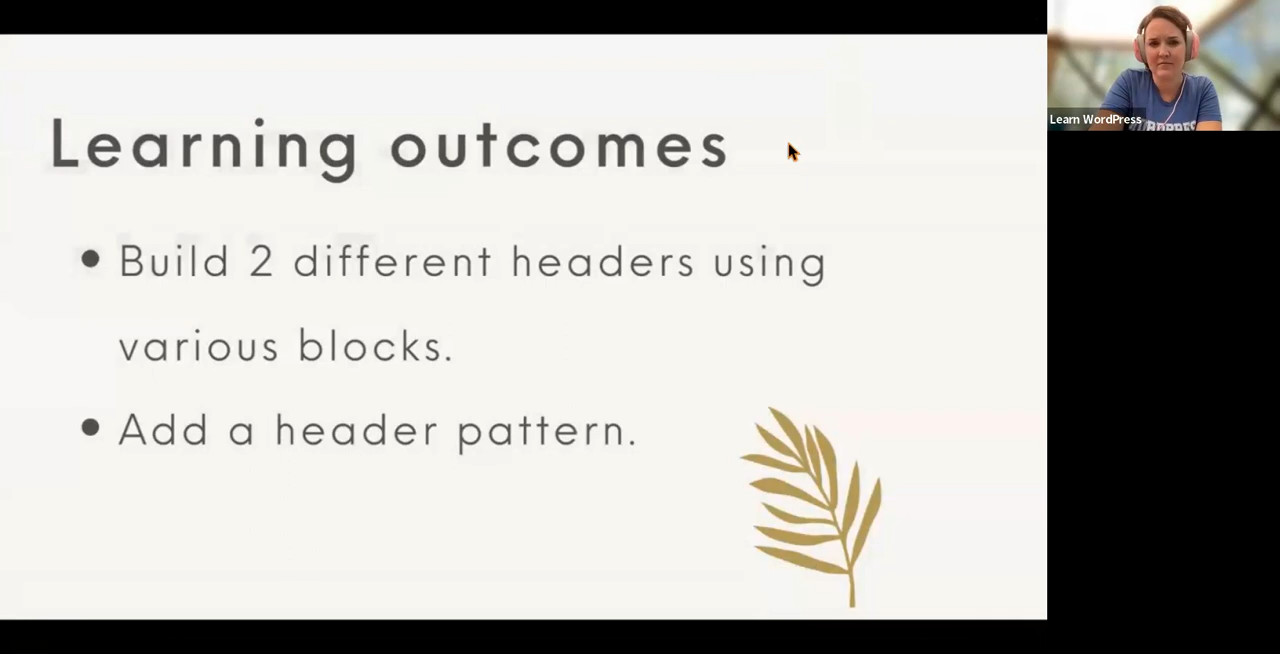 Learning outcomes
Build 2 different headers using
various blocks.
Add a header pattern.
Learn WordPress